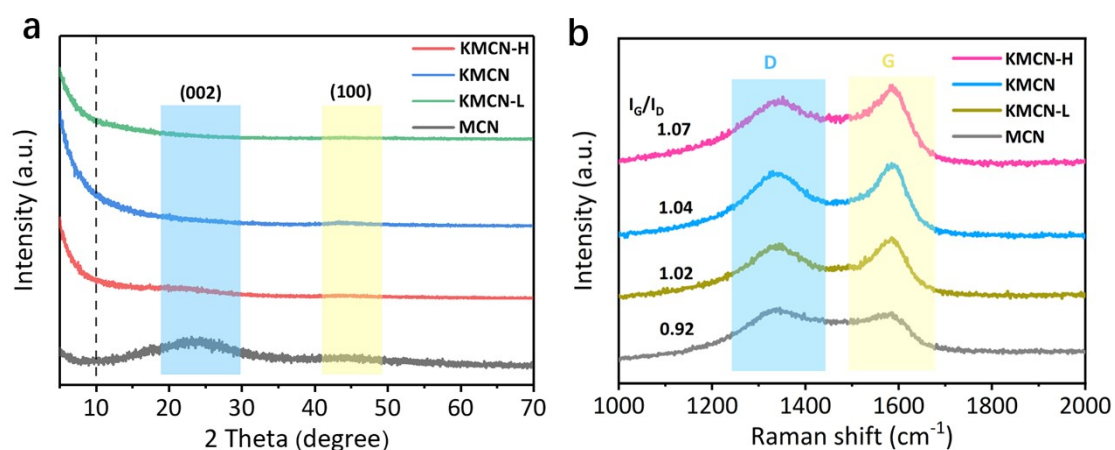 a
KMCN-H
KMCN
KMCN-L
MCN
(002)
(100)
Intensity (a.u.)
10
20
30
40
50
60
70
2 Theta (degree)
b
D
G
KMCN-H
KMCN
KMCN-L
MCN
I_G/I_D
1.07
1.04
1.02
0.92
Intensity (a.u.)
1000
1200
1400
1600
1800
2000
Raman shift (cm⁻¹)